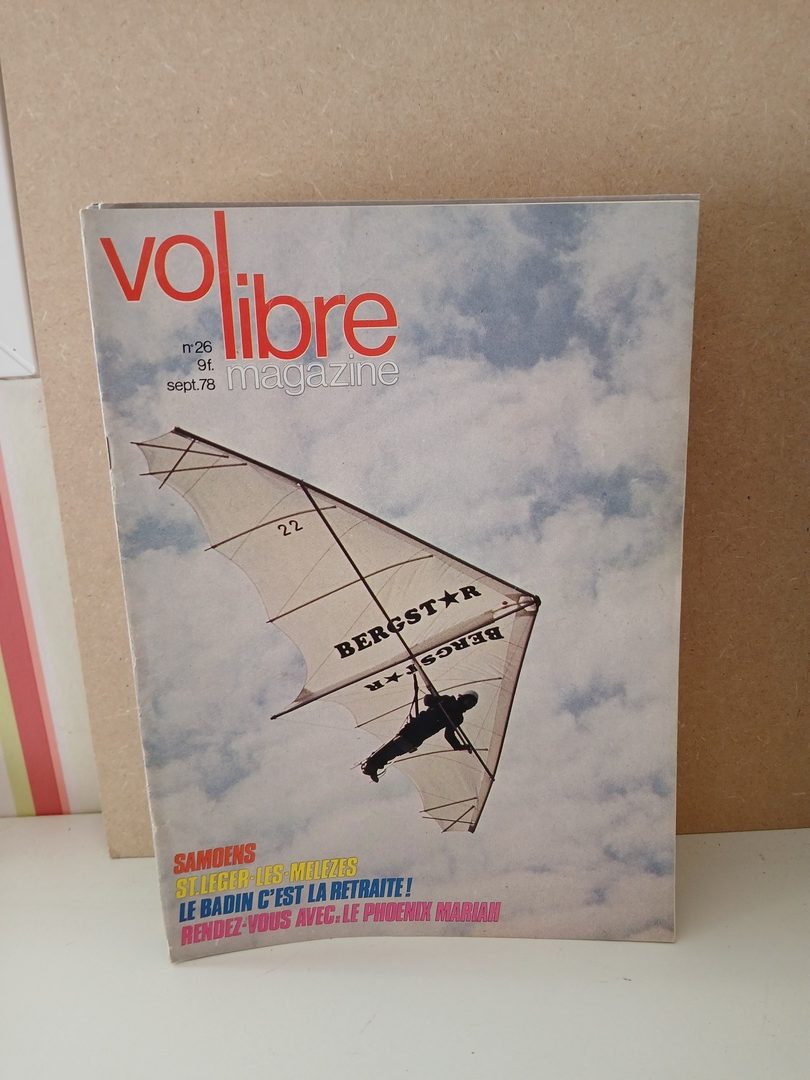 vol
libre
magazine
n°26
9f.
sept.78
22
BERGST★R
BERGST★R
SAMOENS
ST.LEGER-LES-MELEZES
LE BADIN C'EST LA RETRAITE!
RENDEZ-VOUS AVEC: LE PHOENIX MARIAH